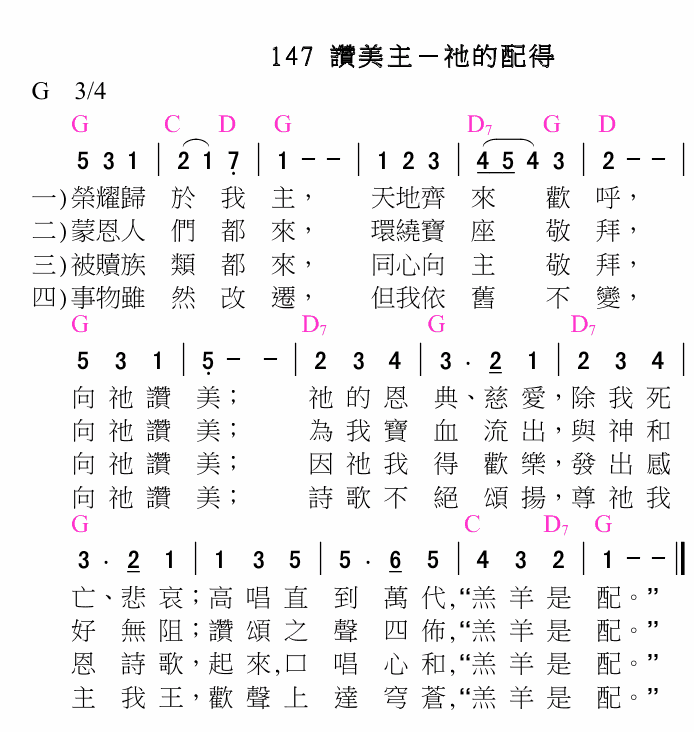 147 讚美主－祂的配得
G 3/4
G C D G D7 G D
5 3 1 | 2 1 7 | 1 - - | 1 2 3 | 4 5 4 3 | 2 - - |
一)榮耀歸 於 我 主， 天地齊 來 歡 呼，
二)蒙恩人 們 都 來， 環繞寶 座 敬 拜，
三)被贖族 類 都 來， 同心向 主 敬 拜，
四)事物雖 然 改 遷， 但我依 舊 不 變，
G D7 G D7
5 3 1 | 5 - - | 2 3 4 | 3 . 2 1 | 2 3 4 |
向 祂 讚 美； 祂 的 恩 典、慈 愛，除 我 死
向 祂 讚 美； 為 我 寶 血 流 出，與 神 和
向 祂 讚 美； 因 祂 我 得 歡 樂，發 出 感
向 祂 讚 美； 詩 歌 不 絕 頌 揚，尊 祂 我
G C D7 G
3 . 2 1 | 1 3 5 | 5 . 6 5 | 4 3 2 | 1 - - ‖
亡、悲 哀；高 唱 直 到 萬 代，“羔 羊 是 配。”
好 無 阻；讚 頌 之 聲 四 佈，“羔 羊 是 配。”
恩 詩 歌，起 來,口 唱 心 和，“羔 羊 是 配。”
主 我 王，歡 聲 上 達 穹 蒼，“羔 羊 是 配。”